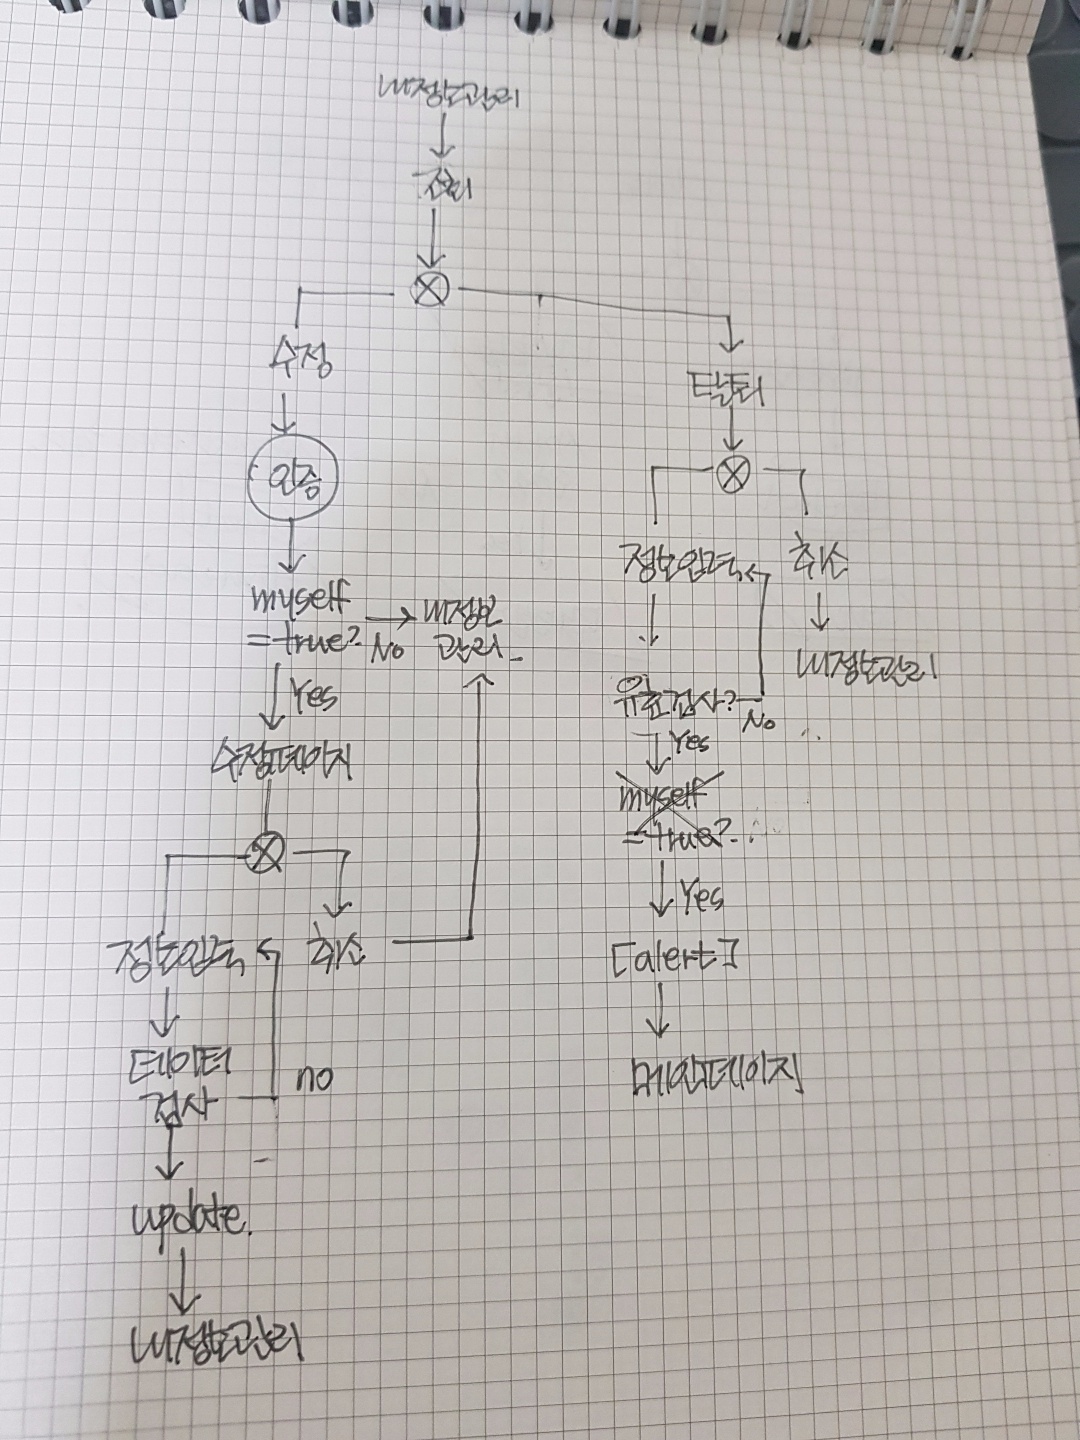 내정보관리
수정
탈퇴
인증
정보입력
취소
myself
=true?
No
내정보
관리
내정보관리
Yes
유효검사?
No
수정페이지
Yes
myself
=true?
Yes
정보입력
취소
[alert]
데이터
검사
no
메인페이지
update.
내정보관리